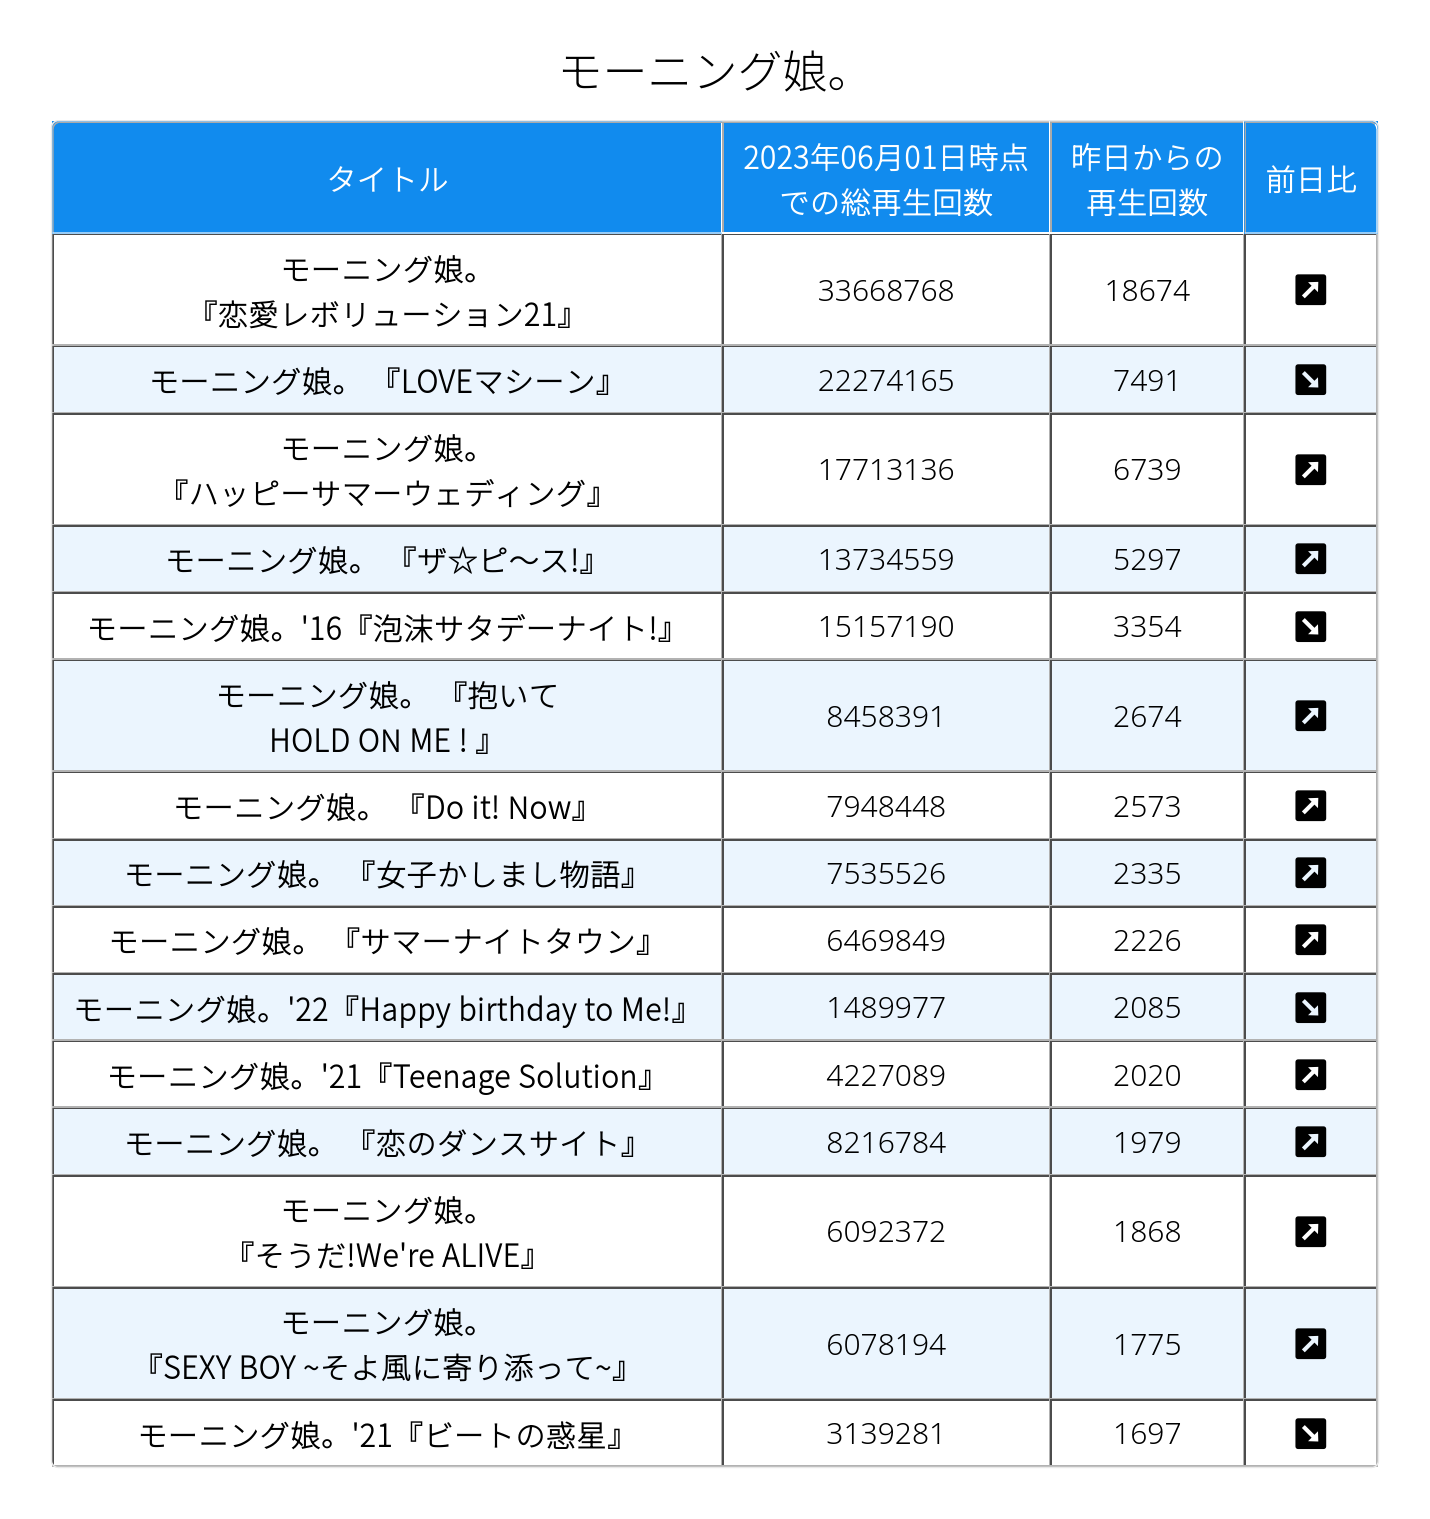 モーニング娘。
タイトル
2023年06月01日時点
での総再生回数
昨日からの
再生回数
前日比
モーニング娘。
『恋愛レボリューション21』
33668768
18674
モーニング娘。 『LOVEマシーン』
22274165
7491
モーニング娘。
『ハッピーサマーウェディング』
17713136
6739
モーニング娘。 『ザ☆ピ〜ス!』
13734559
5297
モーニング娘。'16『泡沫サタデーナイト!』
15157190
3354
モーニング娘。 『抱いて
HOLD ON ME ! 』
8458391
2674
モーニング娘。 『Do it! Now』
7948448
2573
モーニング娘。 『女子かしまし物語』
7535526
2335
モーニング娘。 『サマーナイトタウン』
6469849
2226
モーニング娘。'22『Happy birthday to Me!』
1489977
2085
モーニング娘。'21『Teenage Solution』
4227089
2020
モーニング娘。 『恋のダンスサイト』
8216784
1979
モーニング娘。
『そうだ!We're ALIVE』
6092372
1868
モーニング娘。
『SEXY BOY ~そよ風に寄り添って~』
6078194
1775
モーニング娘。'21『ビートの惑星』
3139281
1697